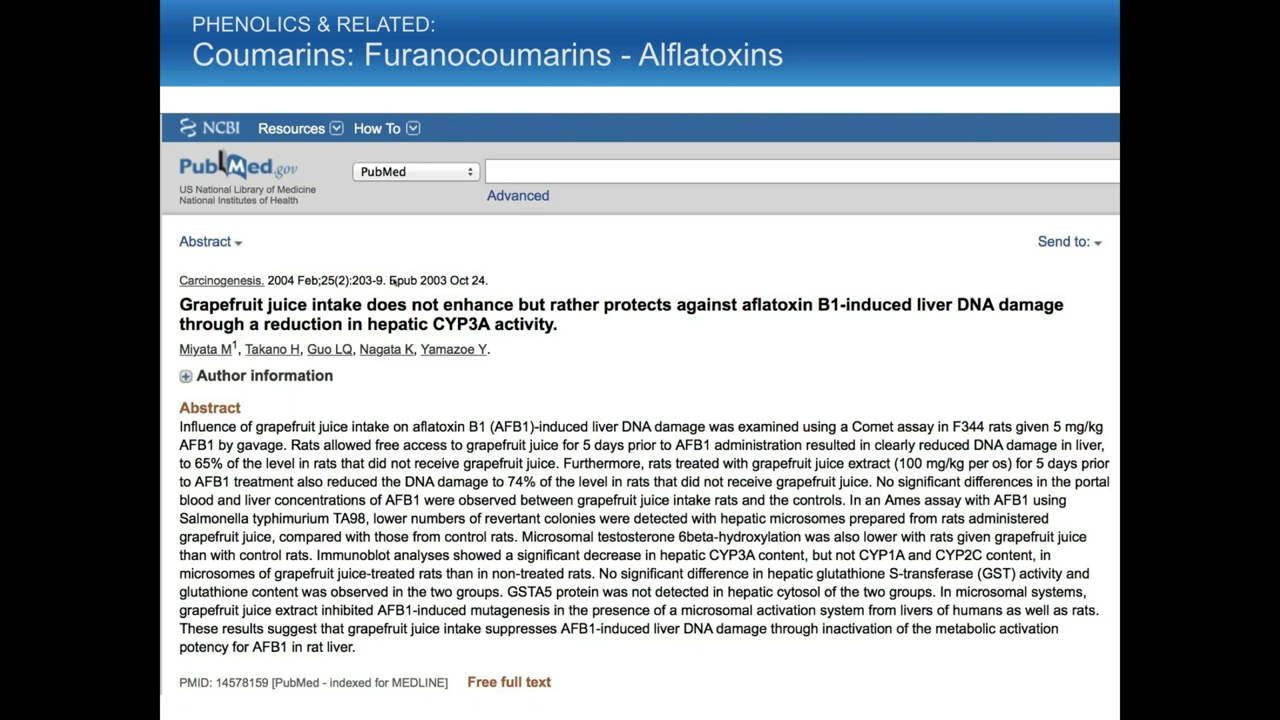 PHENOLICS & RELATED:
Coumarins: Furanocoumarins - Alflatoxins
NCBI Resources How To
PubMed.gov
US National Library of Medicine
National Institutes of Health
PubMed
Advanced
Abstract
Send to:
Carcinogenesis. 2004 Feb;25(2):203-9. Epub 2003 Oct 24.
Grapefruit juice intake does not enhance but rather protects against aflatoxin B1-induced liver DNA damage
through a reduction in hepatic CYP3A activity.
Miyata M1, Takano H, Guo LQ, Nagata K, Yamazoe Y.
Author information
Abstract
Influence of grapefruit juice intake on aflatoxin B1 (AFB1)-induced liver DNA damage was examined using a Comet assay in F344 rats given 5 mg/kg
AFB1 by gavage. Rats allowed free access to grapefruit juice for 5 days prior to AFB1 administration resulted in clearly reduced DNA damage in liver,
to 65% of the level in rats that did not receive grapefruit juice. Furthermore, rats treated with grapefruit juice extract (100 mg/kg per os) for 5 days prior
to AFB1 treatment also reduced the DNA damage to 74% of the level in rats that did not receive grapefruit juice. No significant differences in the portal
blood and liver concentrations of AFB1 were observed between grapefruit juice intake rats and the controls. In an Ames assay with AFB1 using
Salmonella typhimurium TA98, lower numbers of revertant colonies were detected with hepatic microsomes prepared from rats administered
grapefruit juice, compared with those from control rats. Microsomal testosterone 6beta-hydroxylation was also lower with rats given grapefruit juice
than with control rats. Immunoblot analyses showed a significant decrease in hepatic CYP3A content, but not CYP1A and CYP2C content, in
microsomes of grapefruit juice-treated rats than in non-treated rats. No significant difference in hepatic glutathione S-transferase (GST) activity and
glutathione content was observed in the two groups. GSTA5 protein was not detected in hepatic cytosol of the two groups. In microsomal systems,
grapefruit juice extract inhibited AFB1-induced mutagenesis in the presence of a microsomal activation system from livers of humans as well as rats.
These results suggest that grapefruit juice intake suppresses AFB1-induced liver DNA damage through inactivation of the metabolic activation
potency for AFB1 in rat liver.
PMID: 14578159 [PubMed - indexed for MEDLINE] Free full text